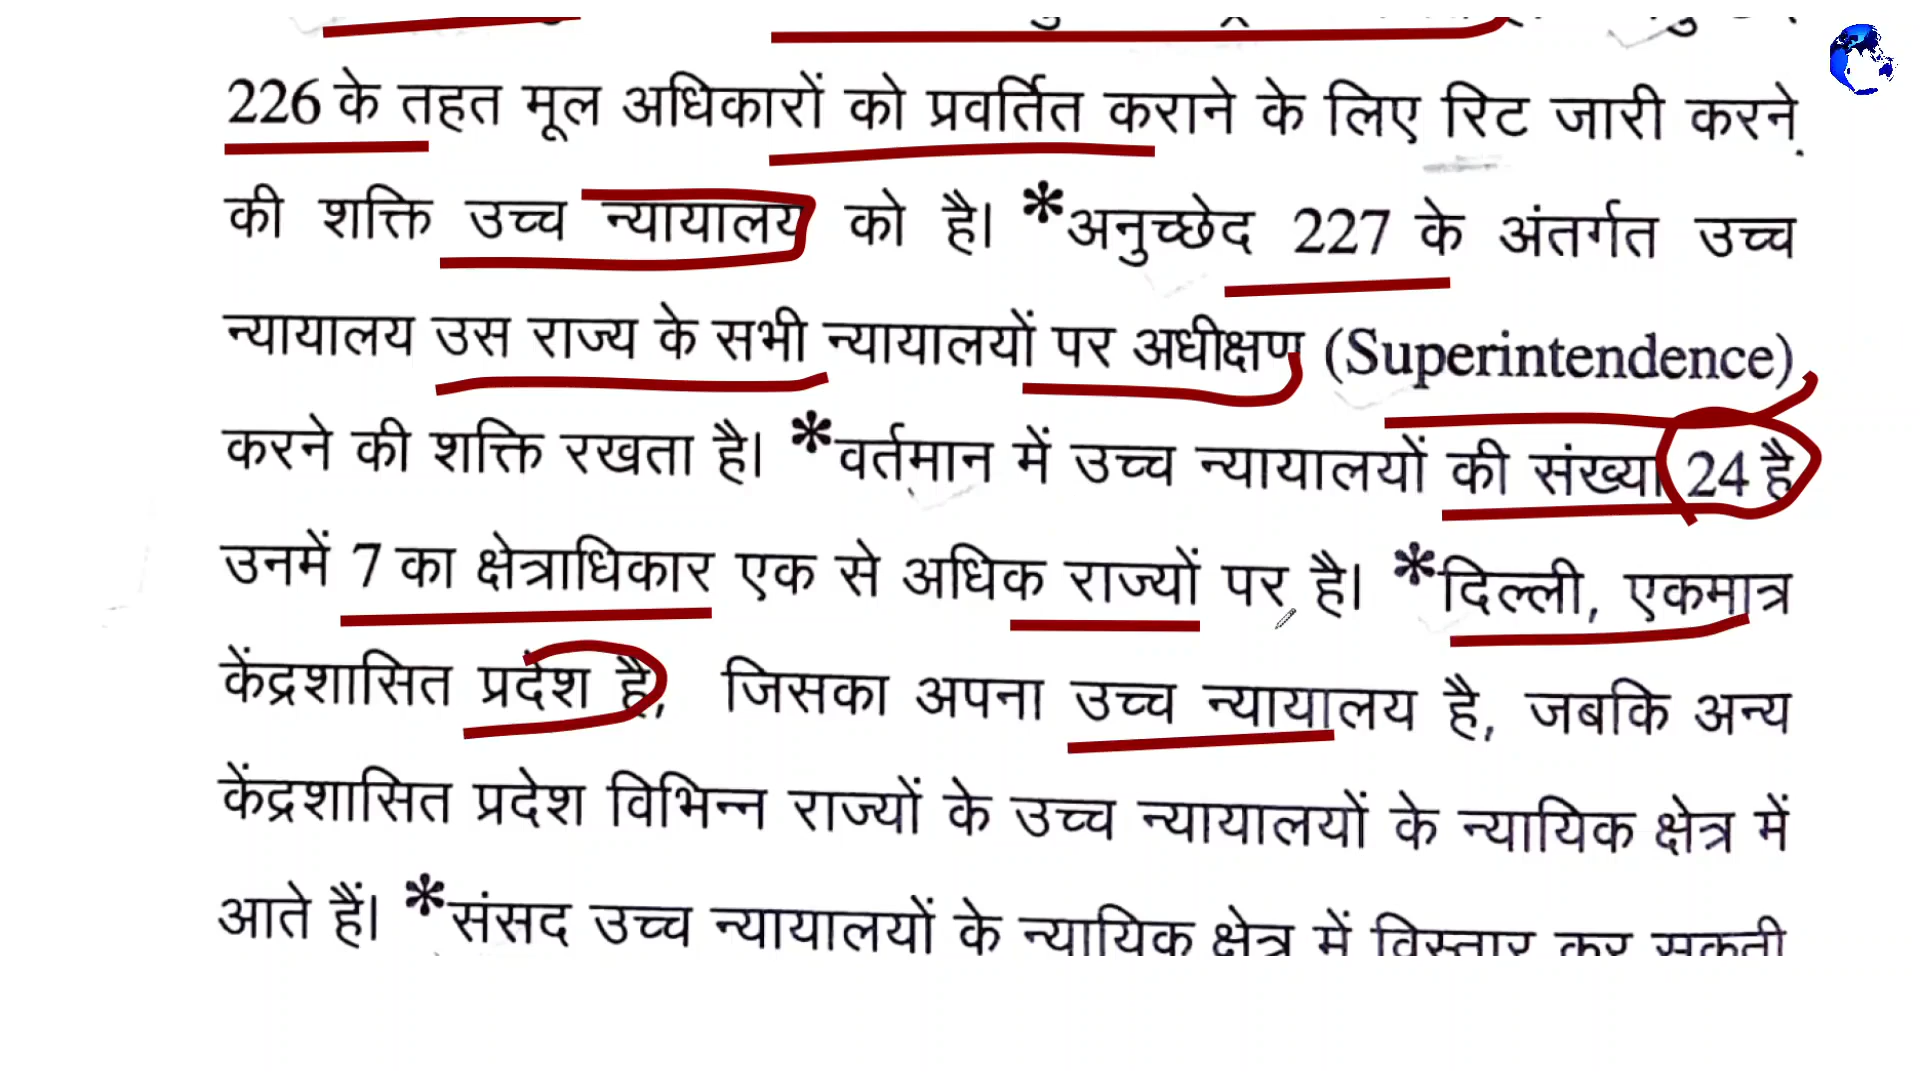 226 के तहत मूल अधिकारों को प्रवर्तित कराने के लिए रिट जारी करने
की शक्ति उच्च न्यायालय को है। *अनुच्छेद 227 के अंतर्गत उच्च
न्यायालय उस राज्य के सभी न्यायालयों पर अधीक्षण (Superintendence)
करने की शक्ति रखता है। *वर्तमान में उच्च न्यायालयों की संख्या 24 है
उनमें 7 का क्षेत्राधिकार एक से अधिक राज्यों पर है। *दिल्ली, एकमात्र
केंद्रशासित प्रदेश है, जिसका अपना उच्च न्यायालय है, जबकि अन्य
केंद्रशासित प्रदेश विभिन्न राज्यों के उच्च न्यायालयों के न्यायिक क्षेत्र में
आते हैं। *संसद उच्च न्यायालयों के न्यायिक क्षेत्र में विस्तार कर सकती